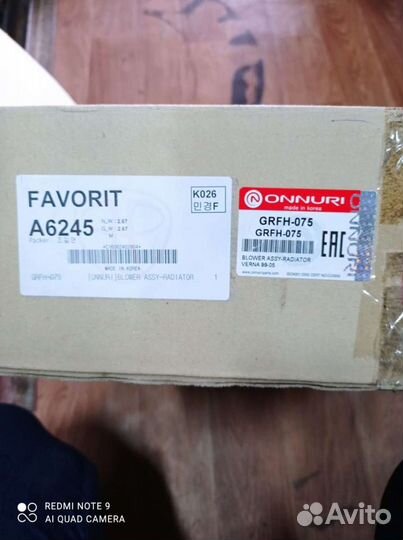 FAVORIT
A6245
N,W : 2.67
G,W : 2.67
M :
Packer
K026
민경F
MADE IN KOREA
GRFH-075 [ONNURI]BLOWER ASSY-RADIATOR 1
ONNURI
made in korea
GRFH-075
GRFH-075
EAC
BLOWER ASSY-RADIATOR
VERNA 99-05
ONNURI
REDMI NOTE 9
AI QUAD CAMERA
Avito